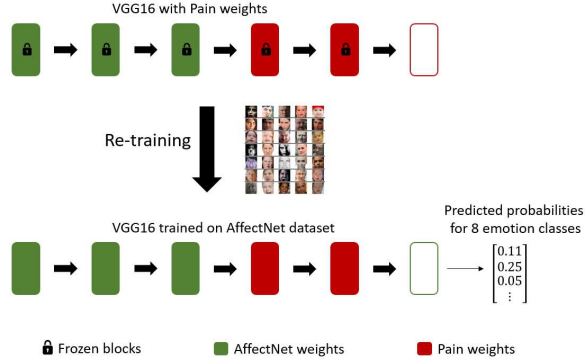 VGG16 with Pain weights
Re-training
VGG16 trained on AffectNet dataset
Predicted probabilities
for 8 emotion classes
0.11
0.25
0.05
⋮
Frozen blocks
AffectNet weights
Pain weights